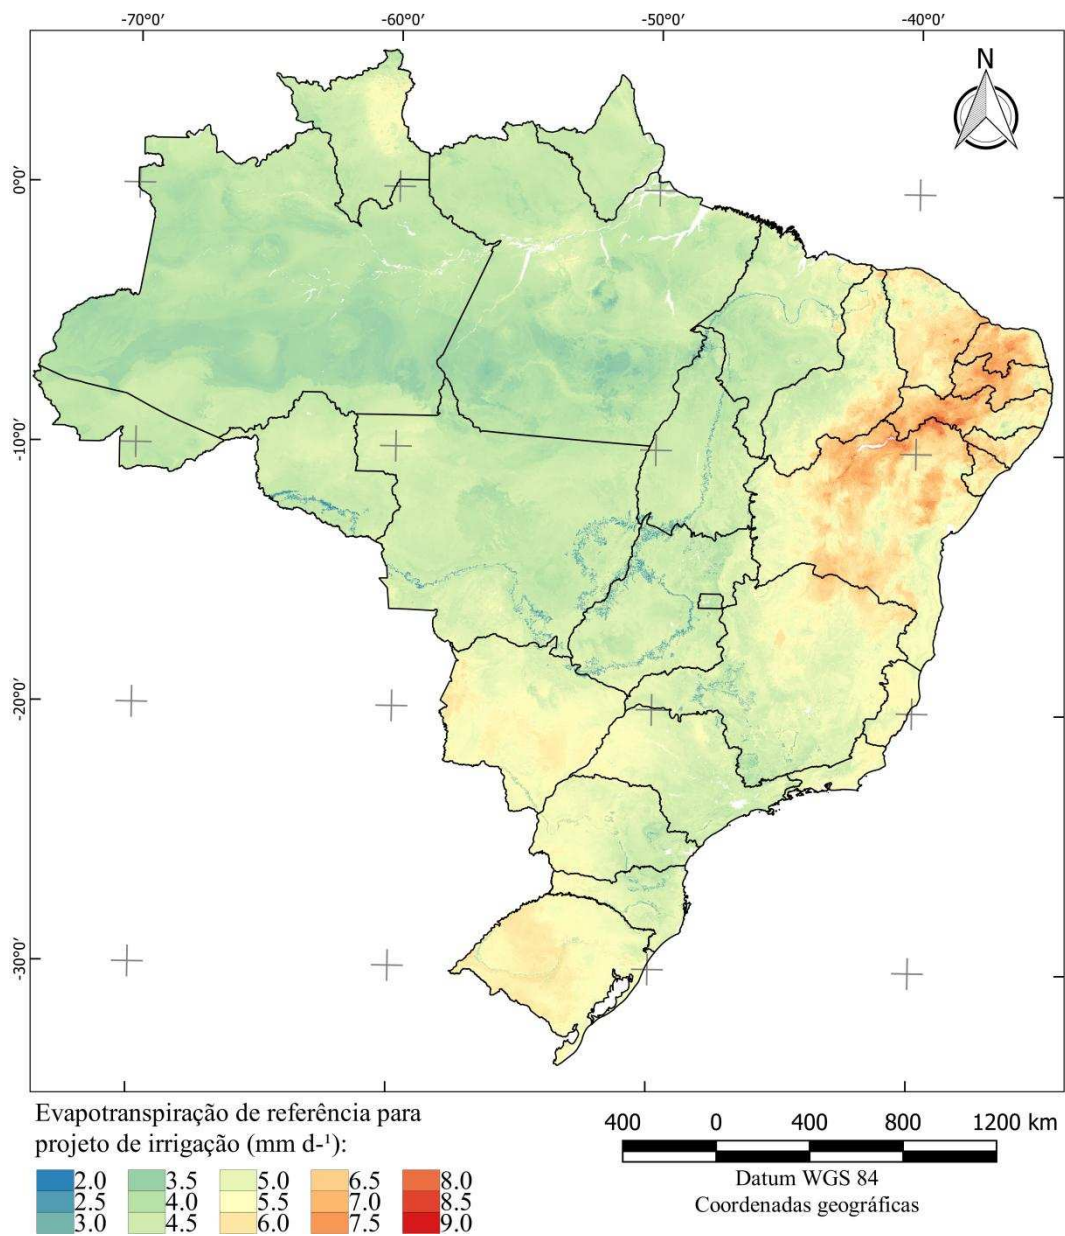 -70°0′ -60°0′ -50°0′ -40°0′
N
0°0′
-10°0′
-20°0′
-30°0′
Evapotranspiração de referência para
projeto de irrigação (mm d-¹):
2.0 3.5 5.0 6.5 8.0
2.5 4.0 5.5 7.0 8.5
3.0 4.5 6.0 7.5 9.0
400 0 400 800 1200 km
Datum WGS 84
Coordenadas geográficas